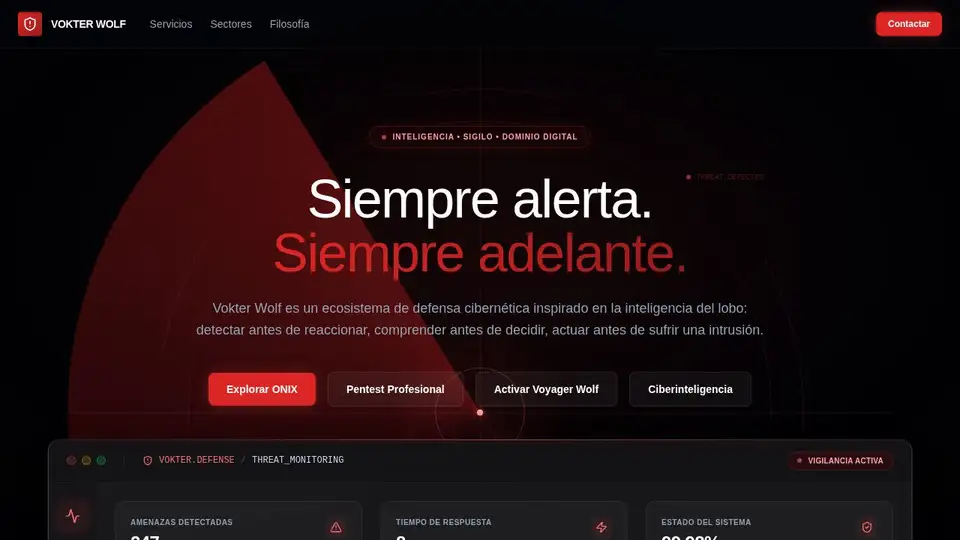 VOKTER WOLF
Servicios
Sectores
Filosofía
Contactar
INTELIGENCIA • SIGILO • DOMINIO DIGITAL
THREAT_DETECTED
Siempre alerta.
Siempre adelante.
Vokter Wolf es un ecosistema de defensa cibernética inspirado en la inteligencia del lobo:
detectar antes de reaccionar, comprender antes de decidir, actuar antes de sufrir una intrusión.
Explorar ONIX
Pentest Profesional
Activar Voyager Wolf
Ciberinteligencia
VOKTER.DEFENSE / THREAT_MONITORING
VIGILANCIA ACTIVA
AMENAZAS DETECTADAS
TIEMPO DE RESPUESTA
ESTADO DEL SISTEMA